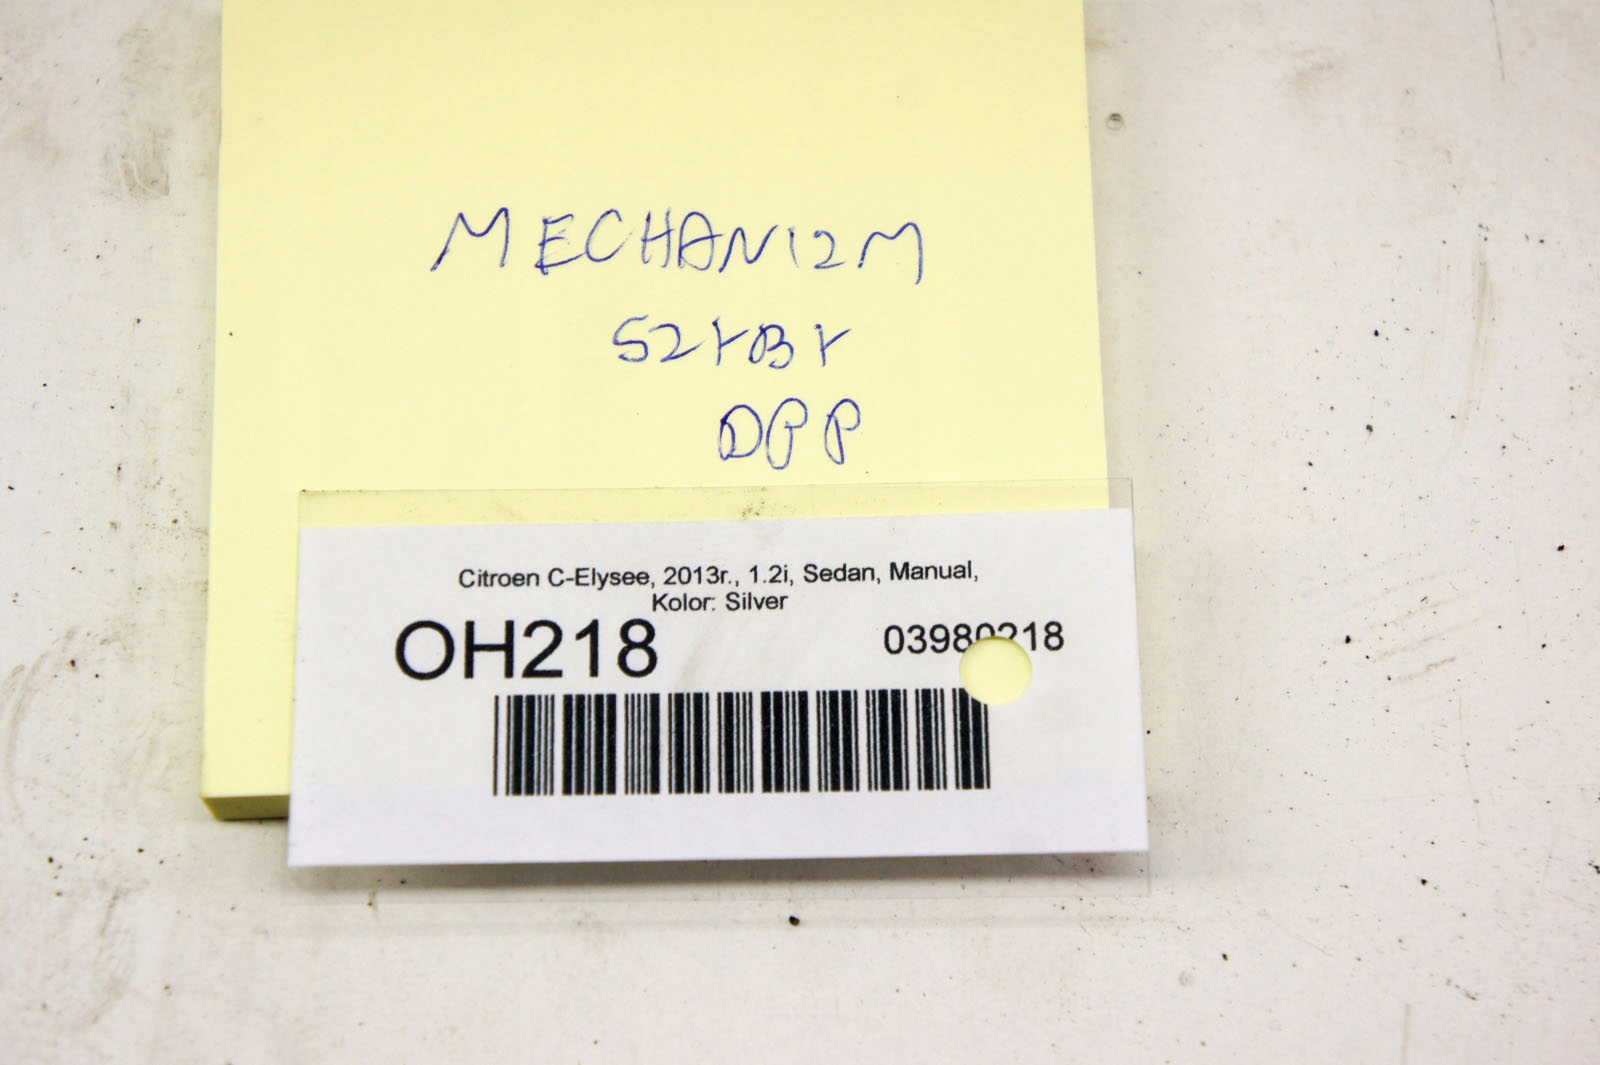 MECHANIZM
SZYBY
DPP
Citroen C-Elysee, 2013r., 1.2i, Sedan, Manual,
Kolor: Silver
OH218
03980218